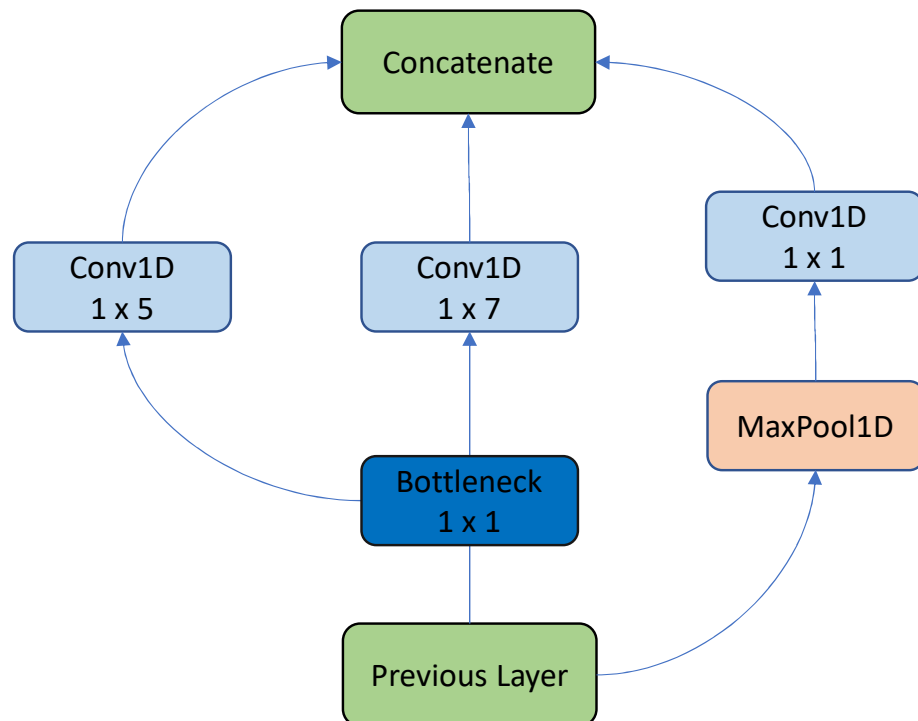 Concatenate
Conv1D
1 x 1
Conv1D
1 x 5
Conv1D
1 x 7
MaxPool1D
Bottleneck
1 x 1
Previous Layer